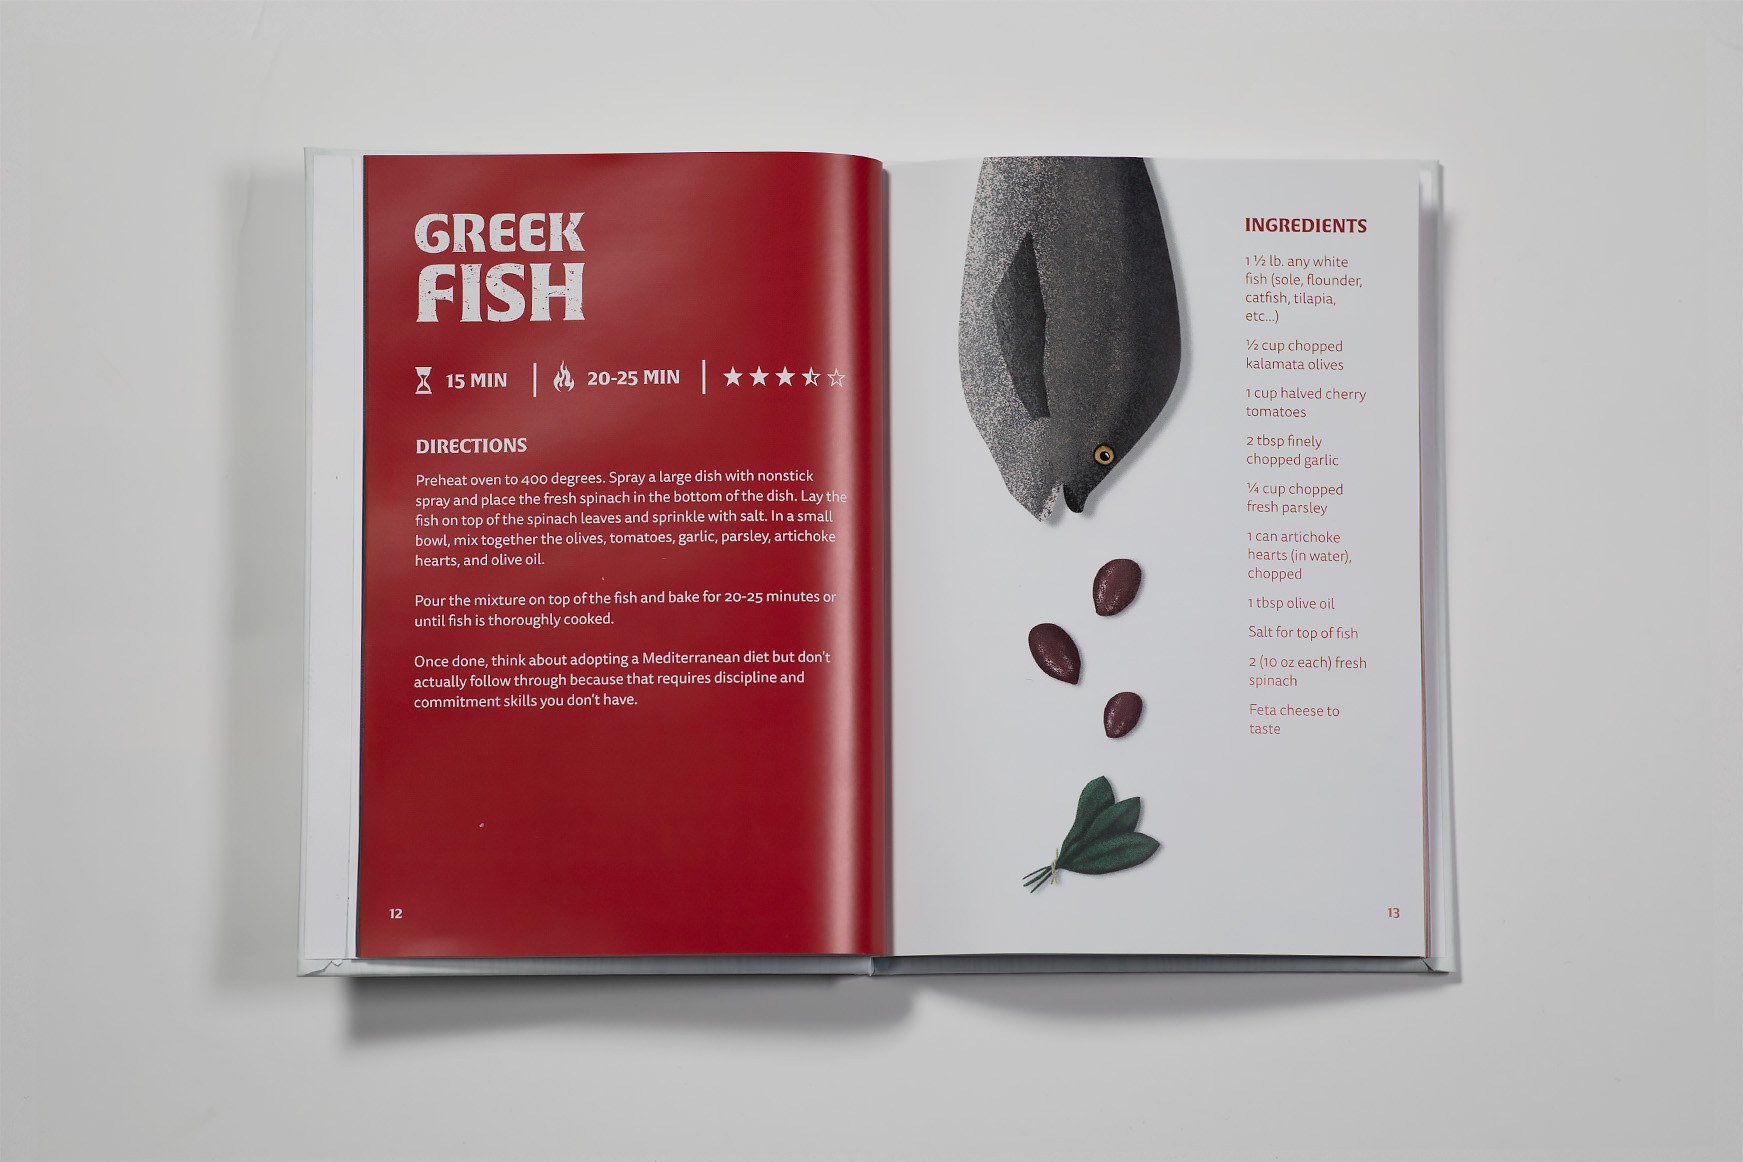 GREEK
FISH
15 MIN
20-25 MIN
DIRECTIONS
Preheat oven to 400 degrees. Spray a large dish with nonstick
spray and place the fresh spinach in the bottom of the dish. Lay the
fish on top of the spinach leaves and sprinkle with salt. In a small
bowl, mix together the olives, tomatoes, garlic, parsley, artichoke
hearts, and olive oil.
Pour the mixture on top of the fish and bake for 20-25 minutes or
until fish is thoroughly cooked.
Once done, think about adopting a Mediterranean diet but don't
actually follow through because that requires discipline and
commitment skills you don't have.
12
INGREDIENTS
1 ½ lb. any white
fish (sole, flounder,
catfish, tilapia,
etc...)
½ cup chopped
kalamata olives
1 cup halved cherry
tomatoes
2 tbsp finely
chopped garlic
¼ cup chopped
fresh parsley
1 can artichoke
hearts (in water),
chopped
1 tbsp olive oil
Salt for top of fish
2 (10 oz each) fresh
spinach
Feta cheese to
taste
13